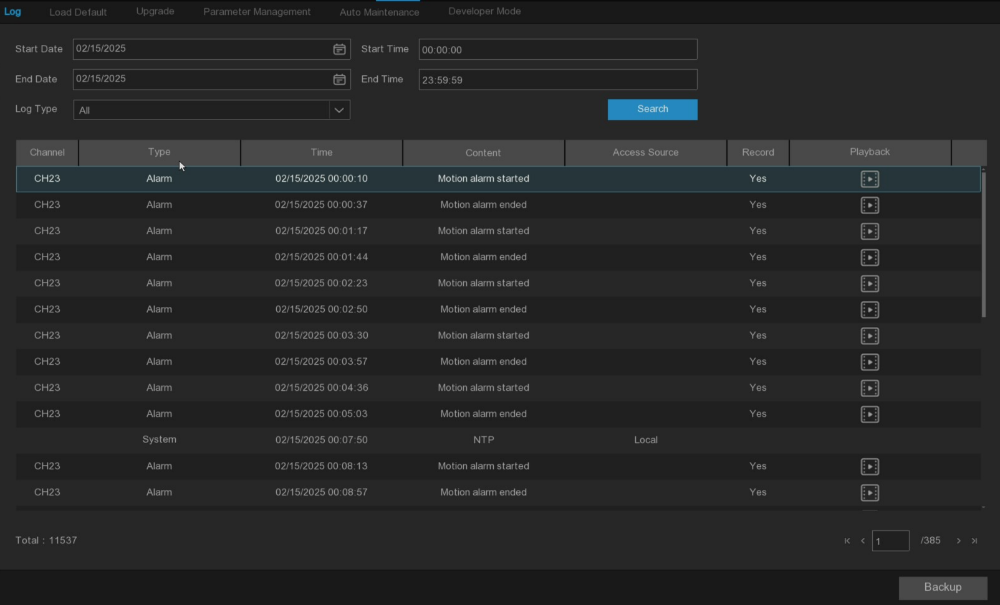 Log Load Default Upgrade Parameter Management Auto Maintenance Developer Mode
Start Date 02/15/2025 Start Time 00:00:00
End Date 02/15/2025 End Time 23:59:59
Log Type All Search
Channel Type Time Content Access Source Record Playback
CH23 Alarm 02/15/2025 00:00:10 Motion alarm started Yes
CH23 Alarm 02/15/2025 00:00:37 Motion alarm ended Yes
CH23 Alarm 02/15/2025 00:01:17 Motion alarm started Yes
CH23 Alarm 02/15/2025 00:01:44 Motion alarm ended Yes
CH23 Alarm 02/15/2025 00:02:23 Motion alarm started Yes
CH23 Alarm 02/15/2025 00:02:50 Motion alarm ended Yes
CH23 Alarm 02/15/2025 00:03:30 Motion alarm started Yes
CH23 Alarm 02/15/2025 00:03:57 Motion alarm ended Yes
CH23 Alarm 02/15/2025 00:04:36 Motion alarm started Yes
CH23 Alarm 02/15/2025 00:05:03 Motion alarm ended Yes
System 02/15/2025 00:07:50 NTP Local
CH23 Alarm 02/15/2025 00:08:13 Motion alarm started Yes
CH23 Alarm 02/15/2025 00:08:57 Motion alarm ended Yes
Total : 11537 1 /385
Backup